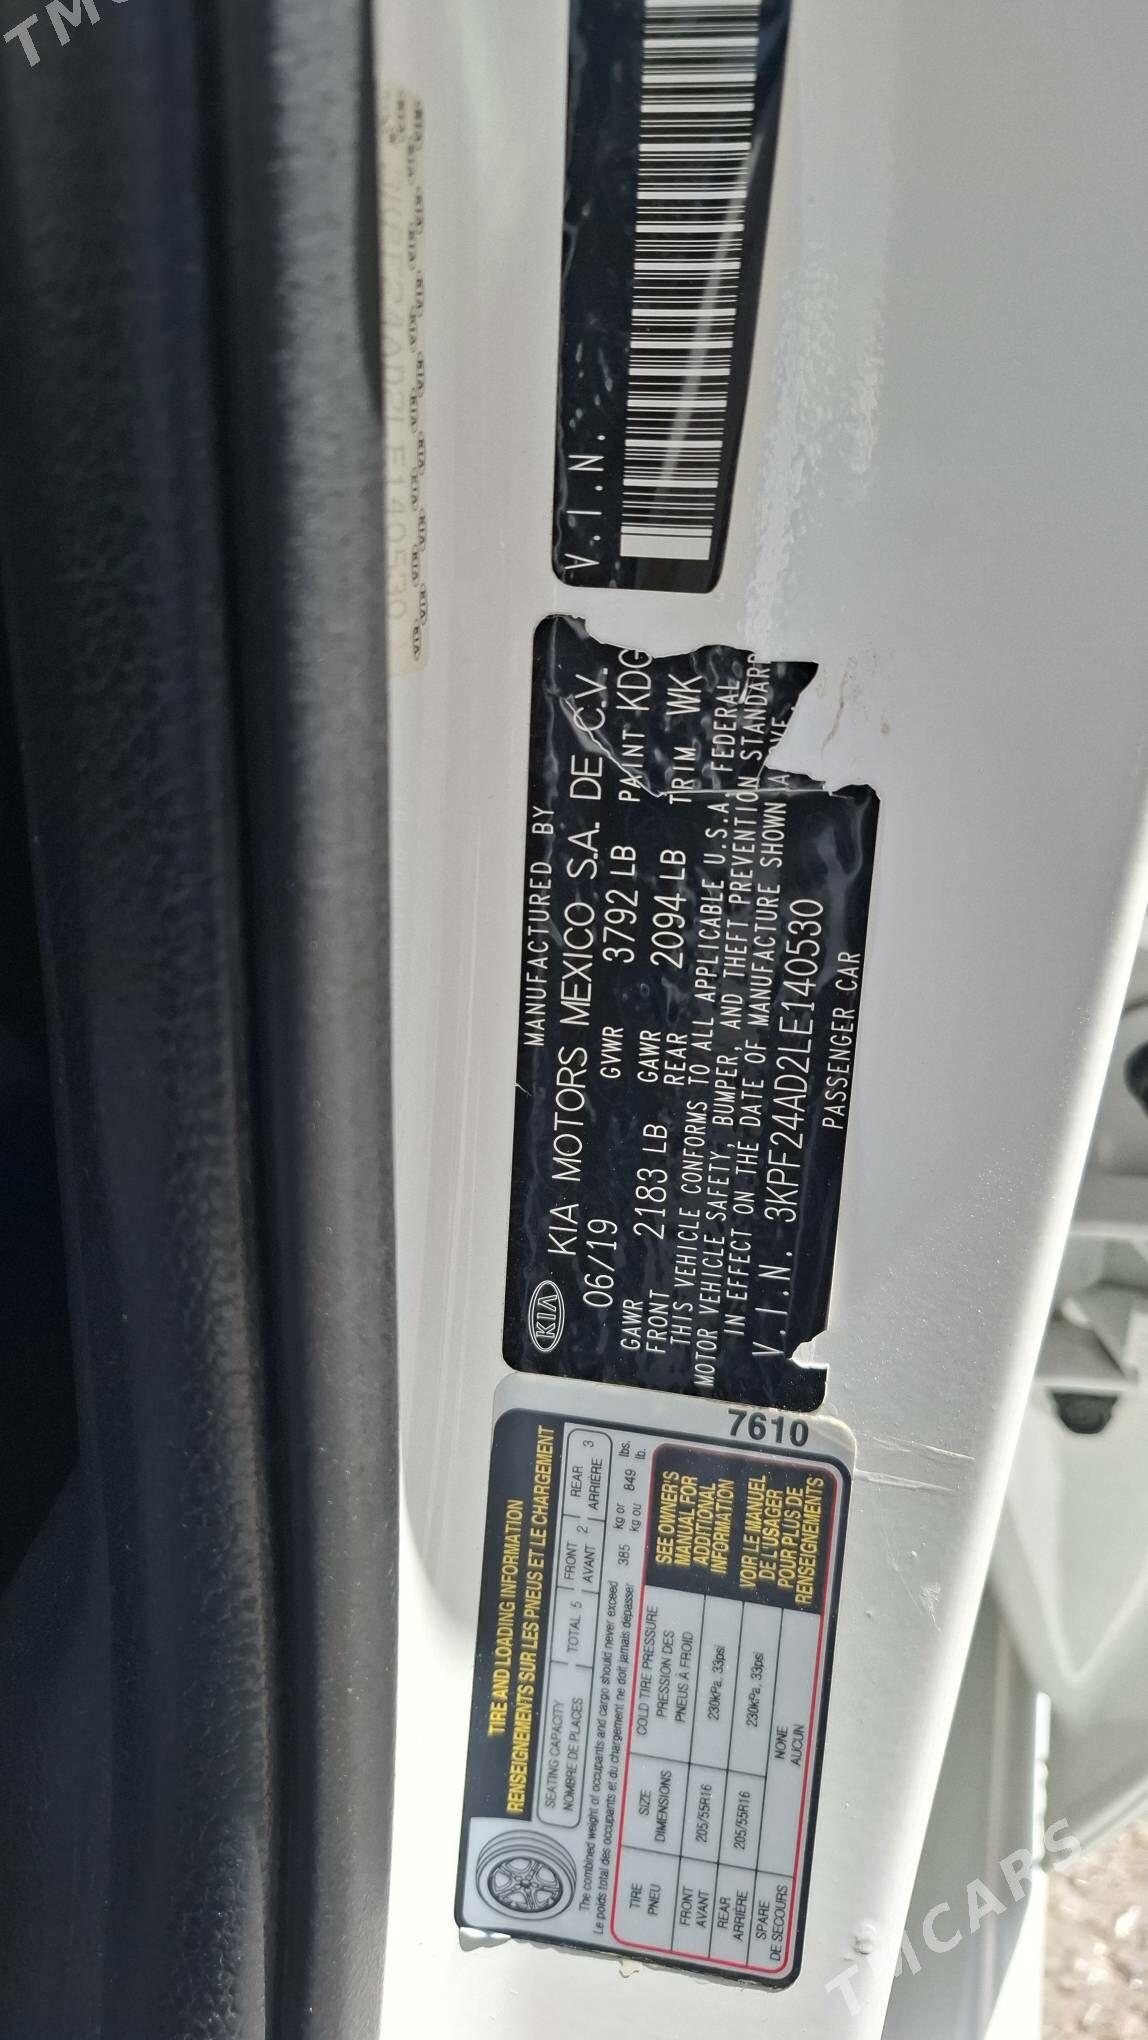 TMCARS
V.I.N.
MANUFACTURED BY
KIA
KIA MOTORS MEXICO S.A. DE C.V.
06/19 GVWR 3792 LB PAINT KDG
GAWR FRONT 2183 LB GAWR REAR 2094 LB TRIM WK
THIS VEHICLE CONFORMS TO ALL APPLICABLE U.S.A. FEDERAL
MOTOR VEHICLE SAFETY, BUMPER, AND THEFT PREVENTION STANDARD
IN EFFECT ON THE DATE OF MANUFACTURE SHOWN
V.I.N. 3KPF24AD2LE140530
PASSENGER CAR
7610
TIRE AND LOADING INFORMATION
RENSEIGNEMENTS SUR LES PNEUS ET LE CHARGEMENT
SEATING CAPACITY TOTAL 5 FRONT 2 REAR 3
NOMBRE DE PLACES AVANT ARRIÈRE
The combined weight of occupants and cargo should never exceed 385 kg or 849 lbs.
Le poids total des occupants et du chargement ne doit jamais dépasser kg ou lb.
TIRE SIZE COLD TIRE PRESSURE
PNEU DIMENSIONS PRESSION DES PNEUS À FROID
FRONT AVANT 205/55R16 230kPa, 33psi
REAR ARRIÈRE 205/55R16 230kPa, 33psi
SPARE DE SECOURS NONE AUCUN
SEE OWNER'S
MANUAL FOR
ADDITIONAL
INFORMATION
VOIR LE MANUEL
DE L'USAGER
POUR PLUS DE
RENSEIGNEMENTS
TMCARS